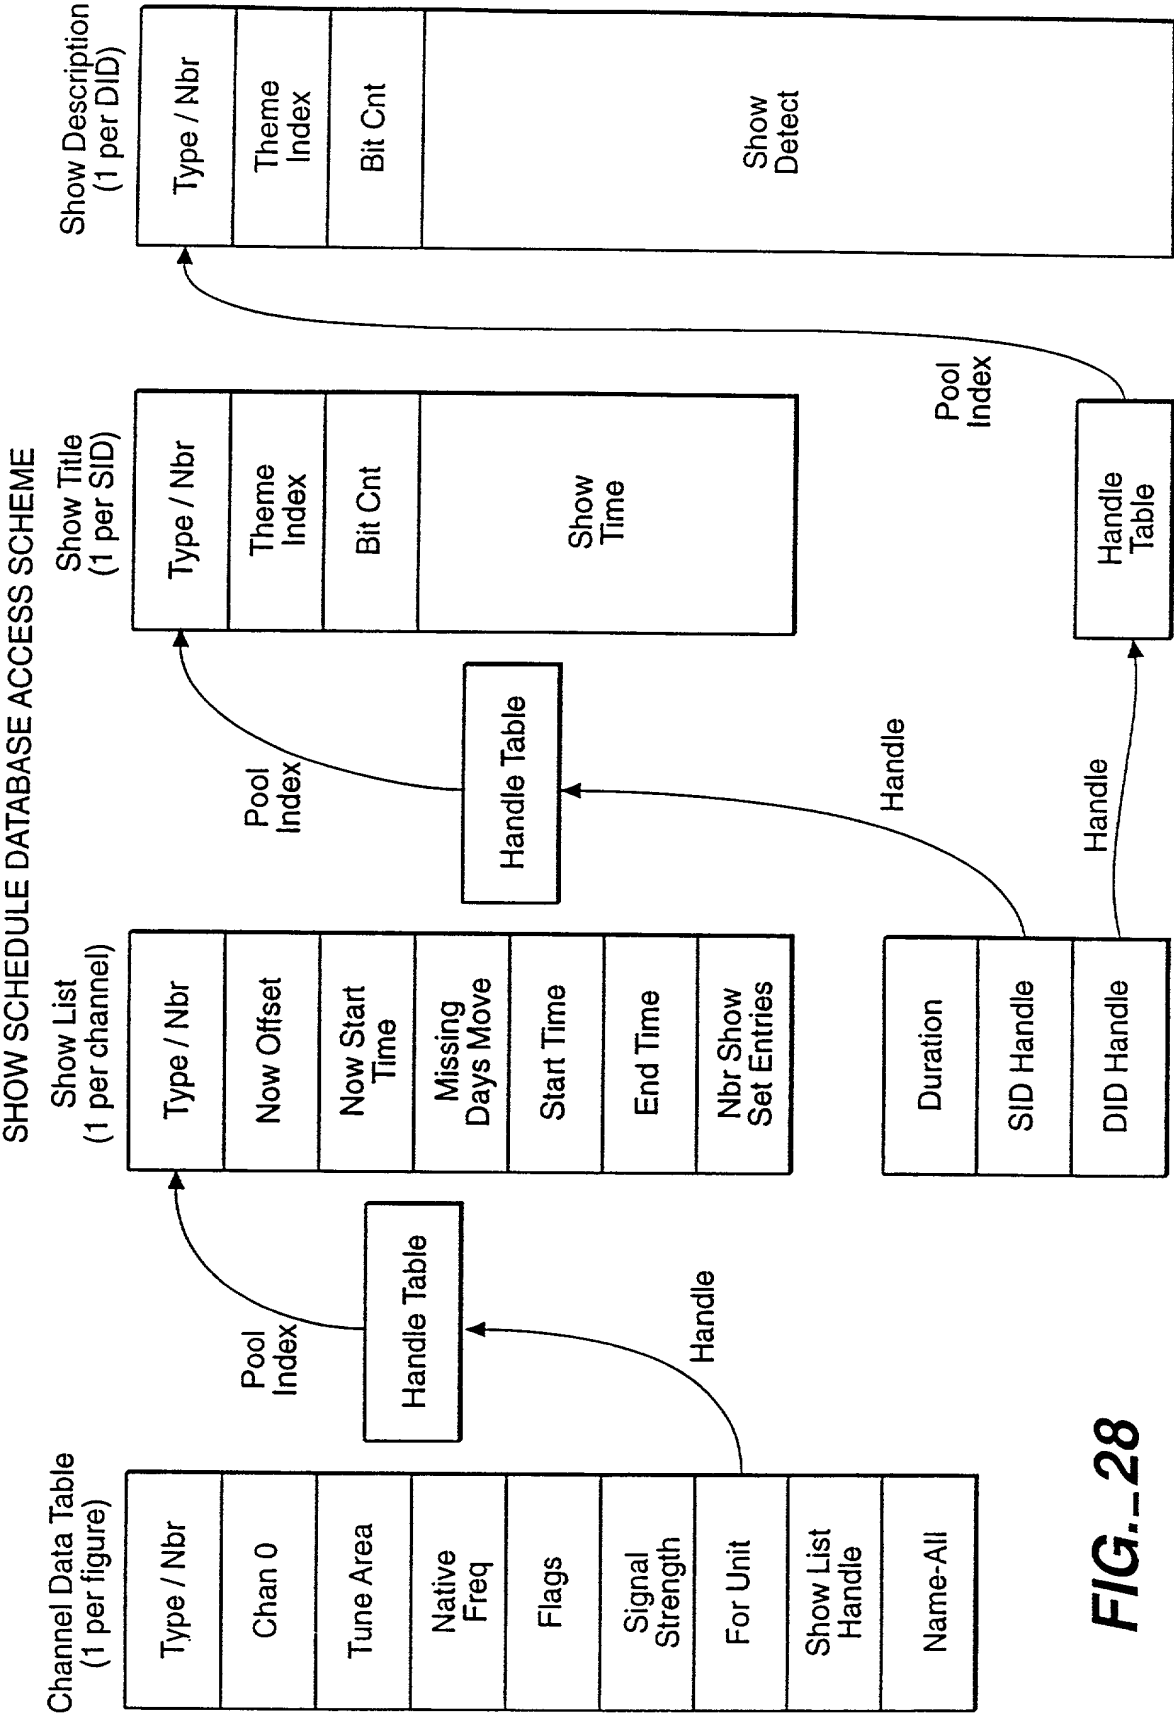 SHOW SCHEDULE DATABASE ACCESS SCHEME
Channel Data Table
(1 per figure)
Type / Nbr
Chan 0
Tune Area
Native
Freq
Flags
Signal
Strength
For Unit
Show List
Handle
Name-All
Pool
Index
Handle Table
Handle
Show List
(1 per channel)
Type / Nbr
Now Offset
Now Start
Time
Missing
Days Move
Start Time
End Time
Nbr Show
Set Entries
Duration
SID Handle
DID Handle
Pool
Index
Handle Table
Handle
Handle
Show Title
(1 per SID)
Type / Nbr
Theme
Index
Bit Cnt
Show
Time
Pool
Index
Handle
Table
Show Description
(1 per DID)
Type / Nbr
Theme
Index
Bit Cnt
Show
Detect
FIG._28